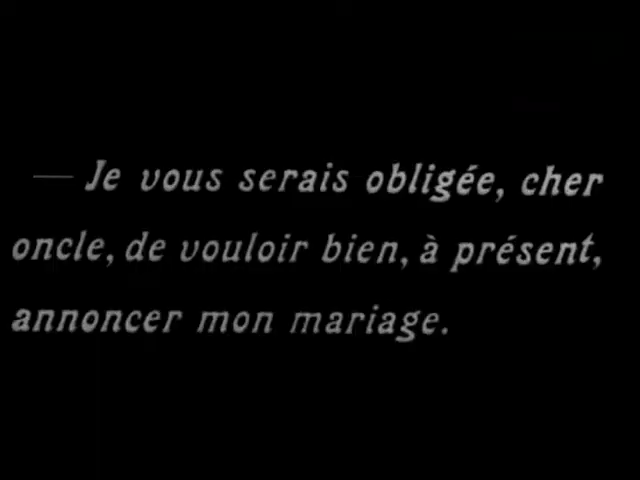 — Je vous serais obligée, cher
oncle, de vouloir bien, à présent,
annoncer mon mariage.